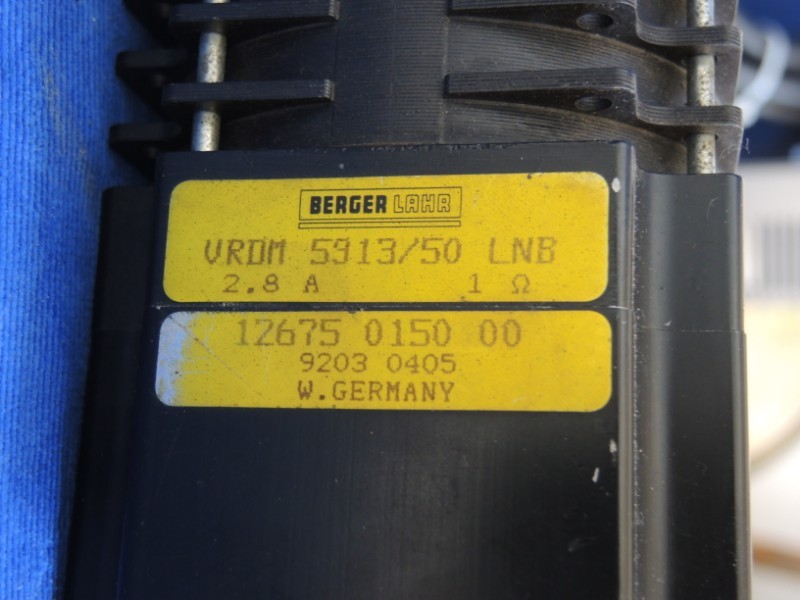 BERGER LAHR
VRDM 5913/50 LNB
2.8 A 1 Ω
12675 0150 00
9203 0405
W.GERMANY